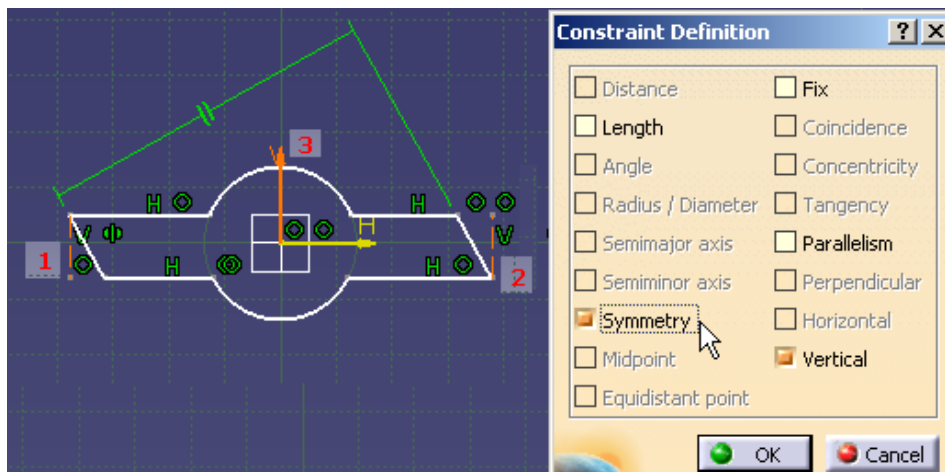 Constraint Definition
? X
Distance
Fix
Length
Coincidence
Angle
Concentricity
Radius / Diameter
Tangency
Semimajor axis
Parallelism
Semiminor axis
Perpendicular
Symmetry
Horizontal
Midpoint
Vertical
Equidistant point
OK
Cancel
V 3
H H
V H V
1 H H 2